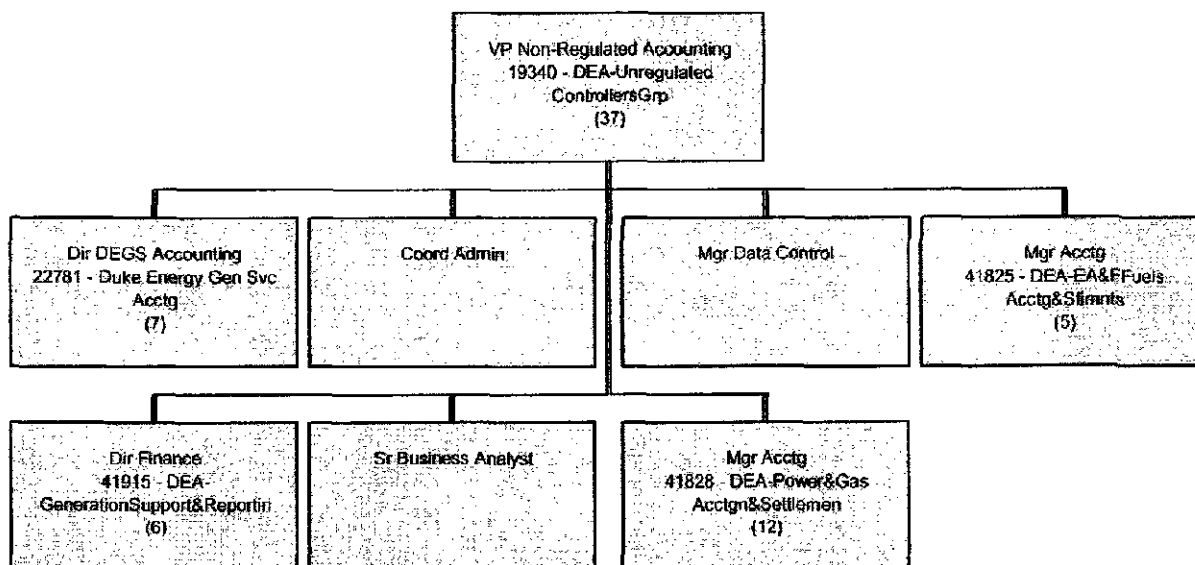 VP Non-Regulated Accounting
19340 - DEA-Unregulated
ControllersGrp
(37)
Dir DEGS Accounting
22781 - Duke Energy Gen Svc
Acctg
(7)
Coord Admin
Mgr Data Control
Mgr Acctg
41825 - DEA-EA&FFuels
Acctg&Stlmnts
(5)
Dir Finance
41915 - DEA-
GenerationSupport&Reportin
(6)
Sr Business Analyst
Mgr Acctg
41828 - DEA-Power&Gas
Acctgn&Settlemen
(12)